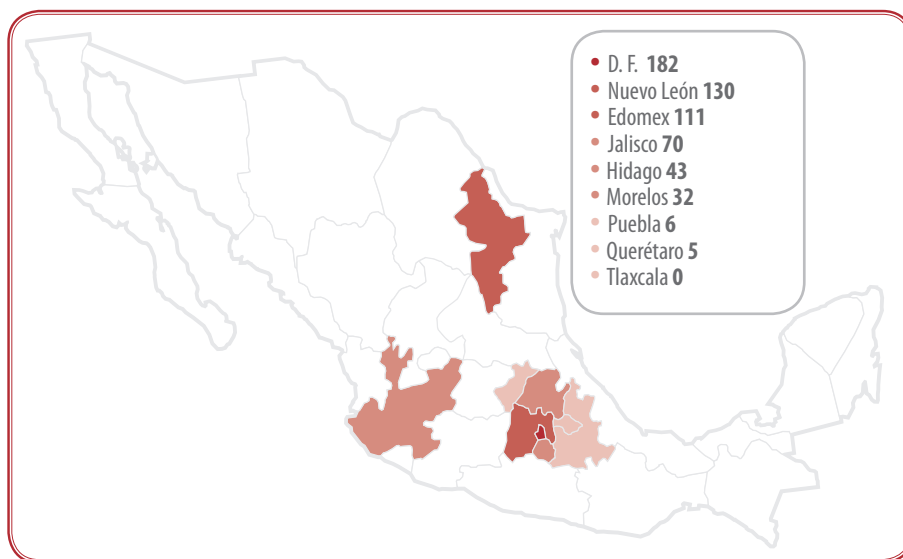 D. F. 182
Nuevo León 130
Edomex 111
Jalisco 70
Hidago 43
Morelos 32
Puebla 6
Querétaro 5
Tlaxcala 0